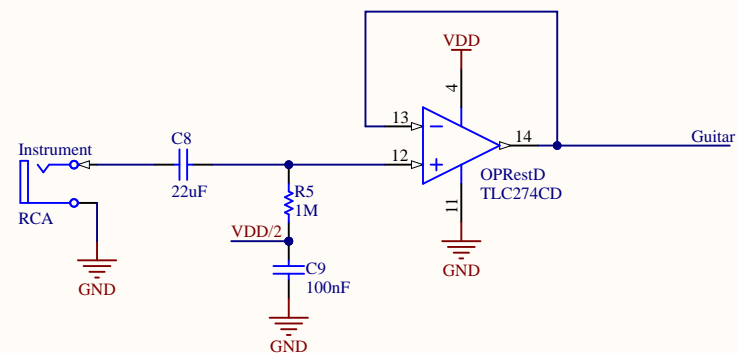 VDD
4
13
14
Guitar
Instrument
C8
12
22uF
OPRestD
TLC274CD
RCA
R5
1M
11
VDD/2
C9
100nF
GND
GND
GND